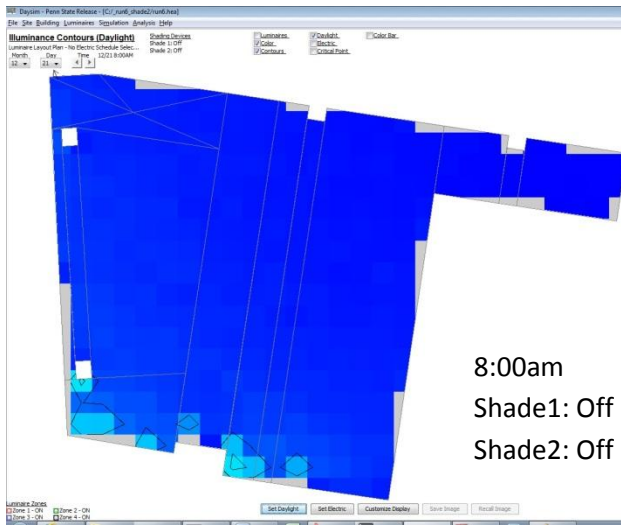 Daysim - Penn State Release - [C:/_run6_shade2/run6.hea]
File Site Building Luminaires Simulation Analysis Help
Illuminance Contours (Daylight)
Luminaire Layout Plan - No Electric Schedule Selec...
Month Day Time 12/21 8:00AM
12 21
Shading Devices
Shade 1: Off
Shade 2: Off
Luminaires Daylight Color Bar
Color Electric
Contours Critical Point
8:00am
Shade1: Off
Shade2: Off
Luminaire Zones
Zone 1 - ON Zone 2 - ON
Zone 3 - ON Zone 4 - ON
Set Daylight Set Electric Customize Display Save Image Recall Image